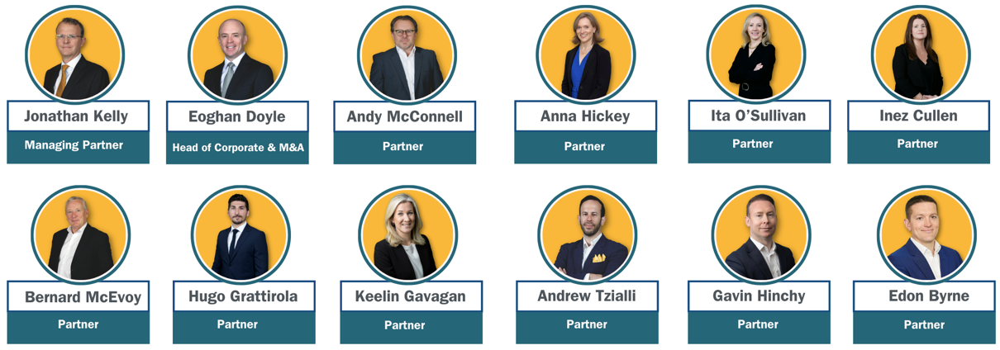 Jonathan Kelly
Managing Partner
Eoghan Doyle
Head of Corporate & M&A
Andy McConnell
Partner
Anna Hickey
Partner
Ita O’Sullivan
Partner
Inez Cullen
Partner
Bernard McEvoy
Partner
Hugo Grattirola
Partner
Keelin Gavagan
Partner
Andrew Tzialli
Partner
Gavin Hinchy
Partner
Edon Byrne
Partner